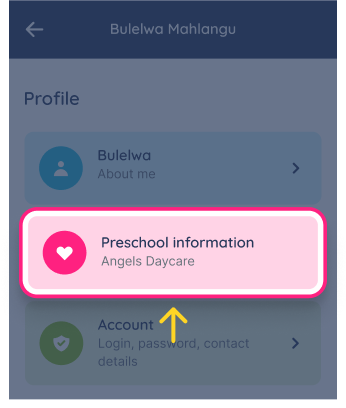 Bulelwa Mahlangu
Profile
Bulelwa
About me
Preschool information
Angels Daycare
Account
Login, password, contact
details